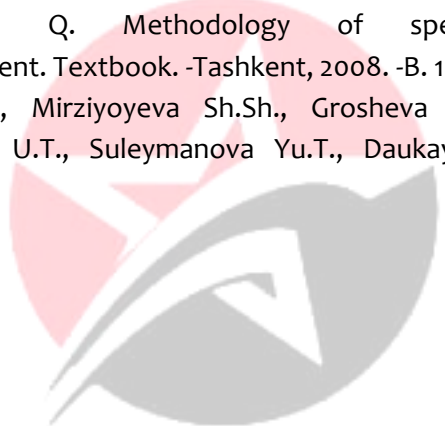 Q. Methodology of spe
ent. Textbook. -Tashkent, 2008. -B. 1
, Mirziyoyeva Sh.Sh., Grosheva
U.T., Suleymanova Yu.T., Daukay